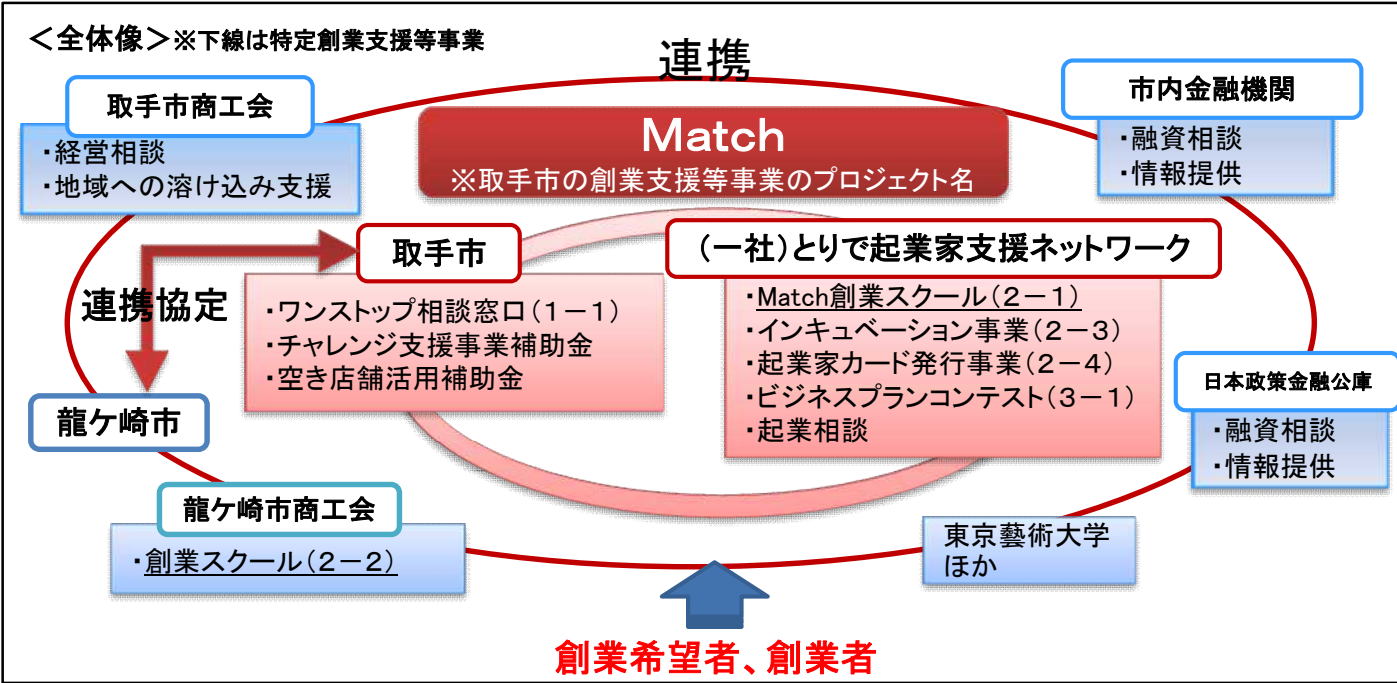 ＜全体像＞※下線は特定創業支援等事業
連携
取手市商工会
・経営相談
・地域への溶け込み支援
Match
※取手市の創業支援等事業のプロジェクト名
市内金融機関
・融資相談
・情報提供
取手市
・ワンストップ相談窓口（１－１）
・チャレンジ支援事業補助金
・空き店舗活用補助金
（一社）とりで起業家支援ネットワーク
・Match創業スクール（２－１）
・インキュベーション事業（２－３）
・起業家カード発行事業（２－４）
・ビジネスプランコンテスト（３－１）
・起業相談
連携協定
龍ケ崎市
日本政策金融公庫
・融資相談
・情報提供
龍ケ崎市商工会
・創業スクール（２－２）
東京藝術大学
ほか
創業希望者、創業者